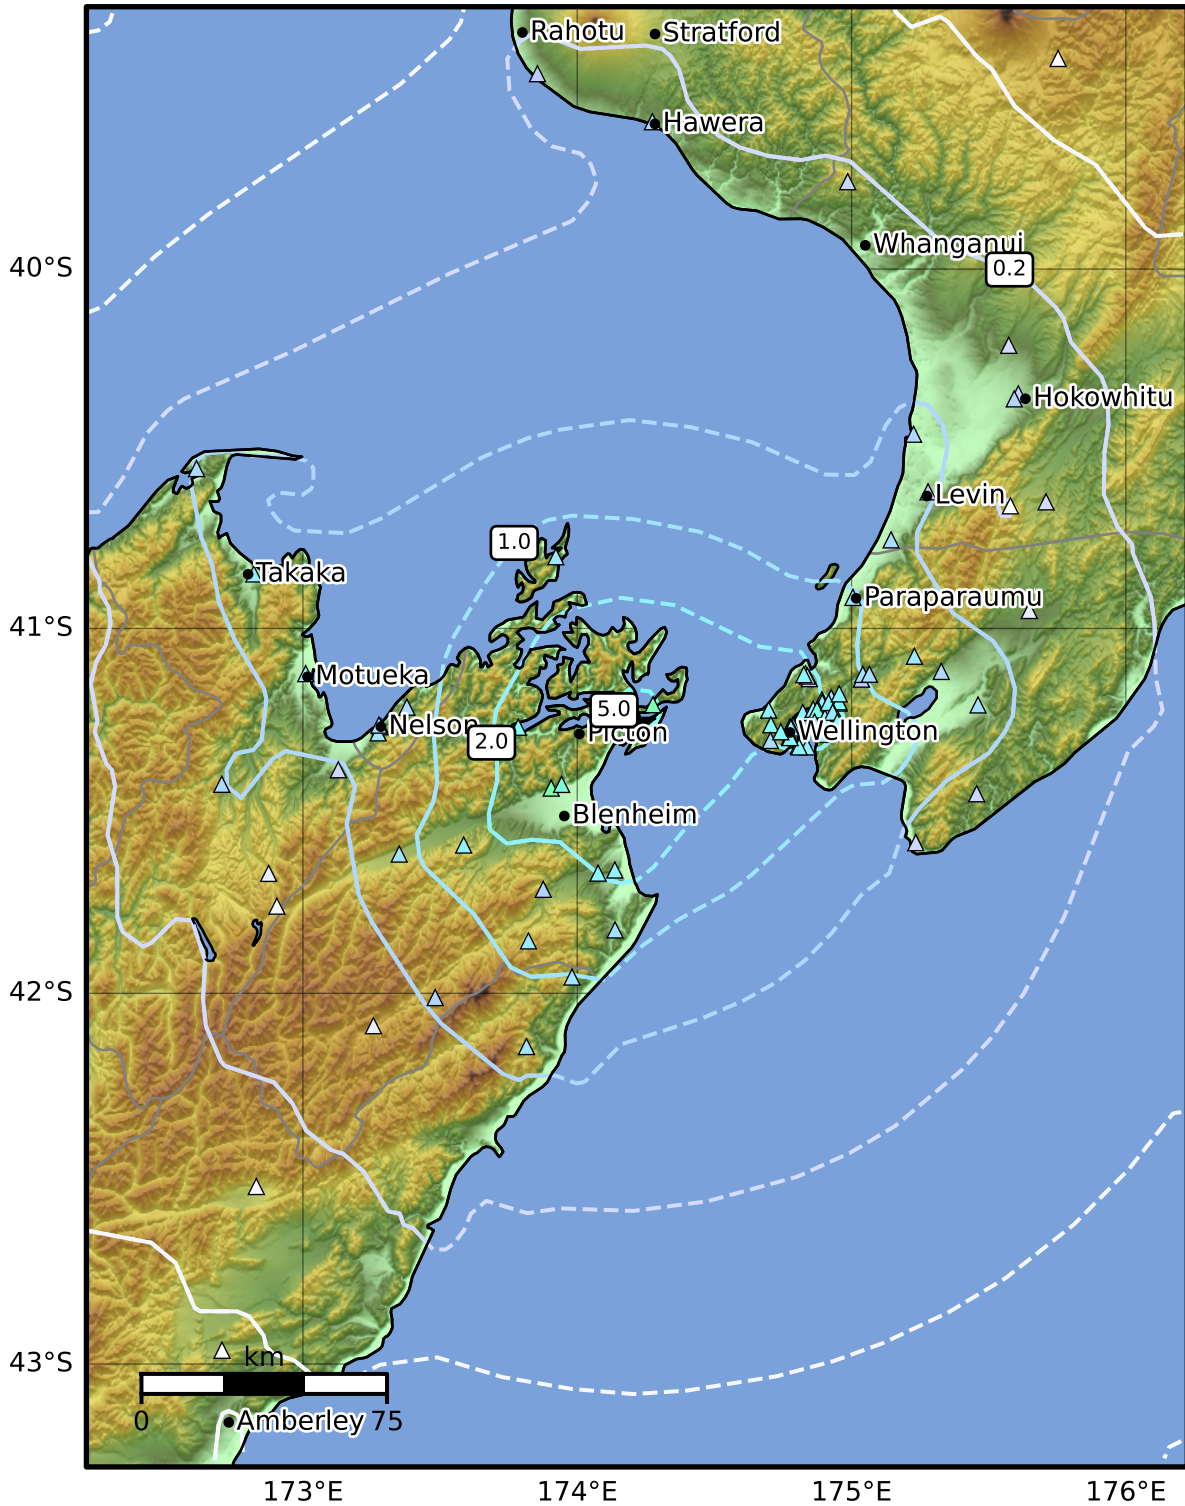 Rahotu
Stratford
Hawera
Whanganui
40°S
0.2
Hokowhitu
Levin
1.0
Takaka
Paraparaumu
41°S
Motueka
5.0
Nelson
2.0
Picton
Wellington
Blenheim
42°S
43°S
km
0
75
Amberley
173°E
174°E
175°E
176°E